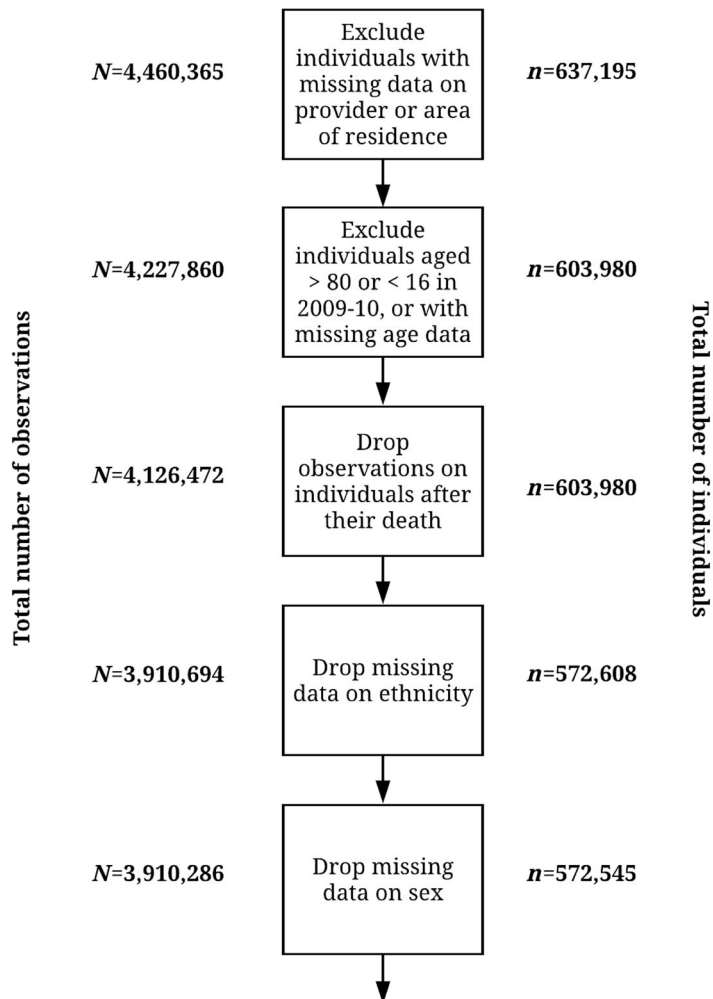 Total number of observations
N=4,460,365
Exclude
individuals with
missing data on
provider or area
of residence
n=637,195
N=4,227,860
Exclude
individuals aged
> 80 or < 16 in
2009-10, or with
missing age data
n=603,980
N=4,126,472
Drop
observations on
individuals after
their death
n=603,980
N=3,910,694
Drop missing
data on ethnicity
n=572,608
N=3,910,286
Drop missing
data on sex
n=572,545
Total number of individuals